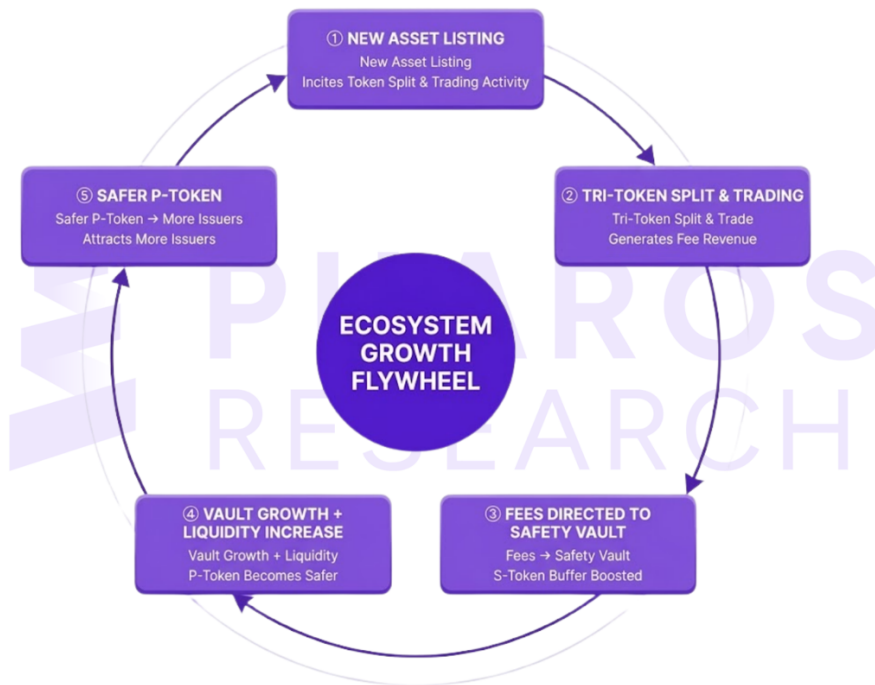 ① NEW ASSET LISTING
New Asset Listing
Incites Token Split & Trading Activity
② TRI-TOKEN SPLIT & TRADING
Tri-Token Split & Trade
Generates Fee Revenue
③ FEES DIRECTED TO
SAFETY VAULT
Fees → Safety Vault
S-Token Buffer Boosted
④ VAULT GROWTH +
LIQUIDITY INCREASE
Vault Growth + Liquidity
P-Token Becomes Safer
⑤ SAFER P-TOKEN
Safer P-Token → More Issuers
Attracts More Issuers
ECOSYSTEM
GROWTH
FLYWHEEL
RESEARCH